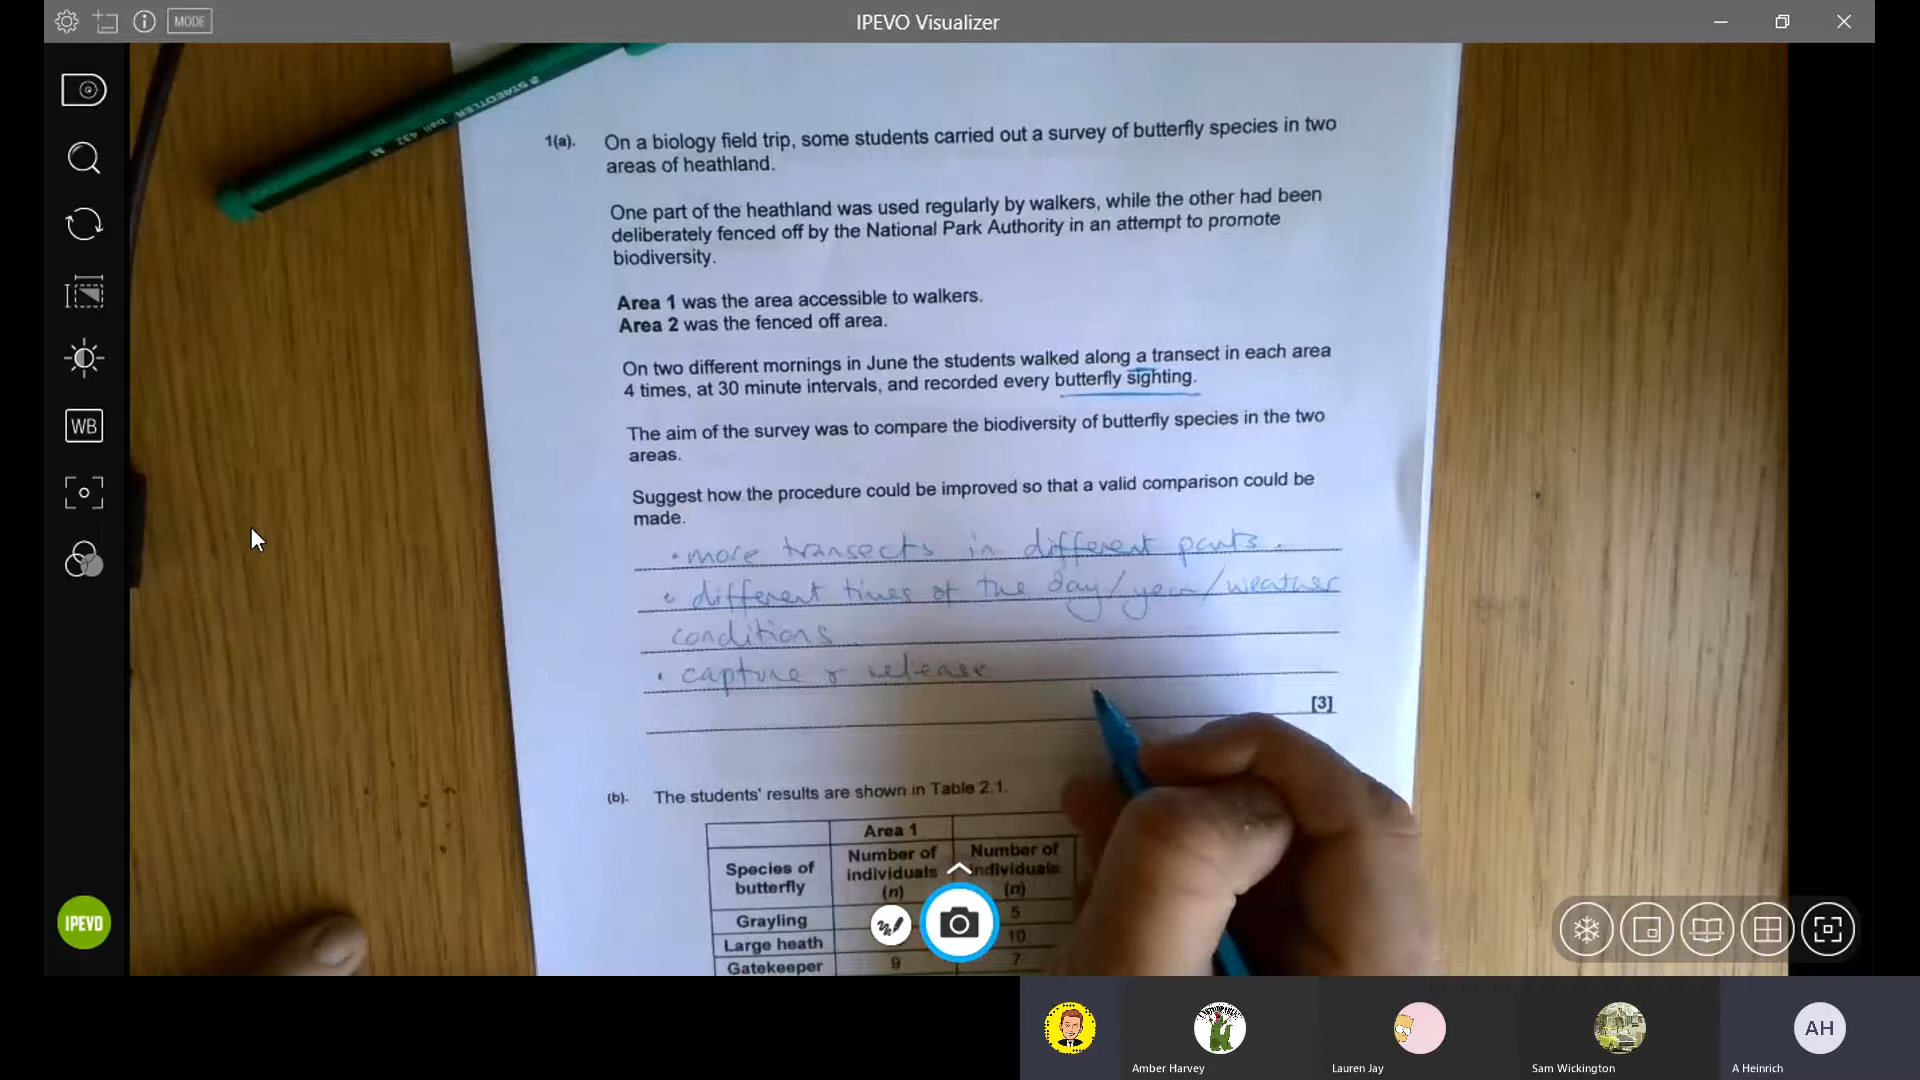 MODE
IPEVO Visualizer
STAEDTLER ball 432 M
1(a). On a biology field trip, some students carried out a survey of butterfly species in two
areas of heathland.
One part of the heathland was used regularly by walkers, while the other had been
deliberately fenced off by the National Park Authority in an attempt to promote
biodiversity.
Area 1 was the area accessible to walkers.
Area 2 was the fenced off area.
On two different mornings in June the students walked along a transect in each area
4 times, at 30 minute intervals, and recorded every butterfly sighting.
The aim of the survey was to compare the biodiversity of butterfly species in the two
areas.
Suggest how the procedure could be improved so that a valid comparison could be
made.
• more transects in different parts.
• different times of the day/year/weather
conditions.
• capture & release
[3]
(b). The students' results are shown in Table 2.1.
Area 1
Species of butterfly
Number of individuals (n)
Number of individuals (n)
Grayling 5
Large heath 10
Gatekeeper 9 7
WB
IPEVO
Amber Harvey
Lauren Jay
Sam Wickington
AH
A Heinrich